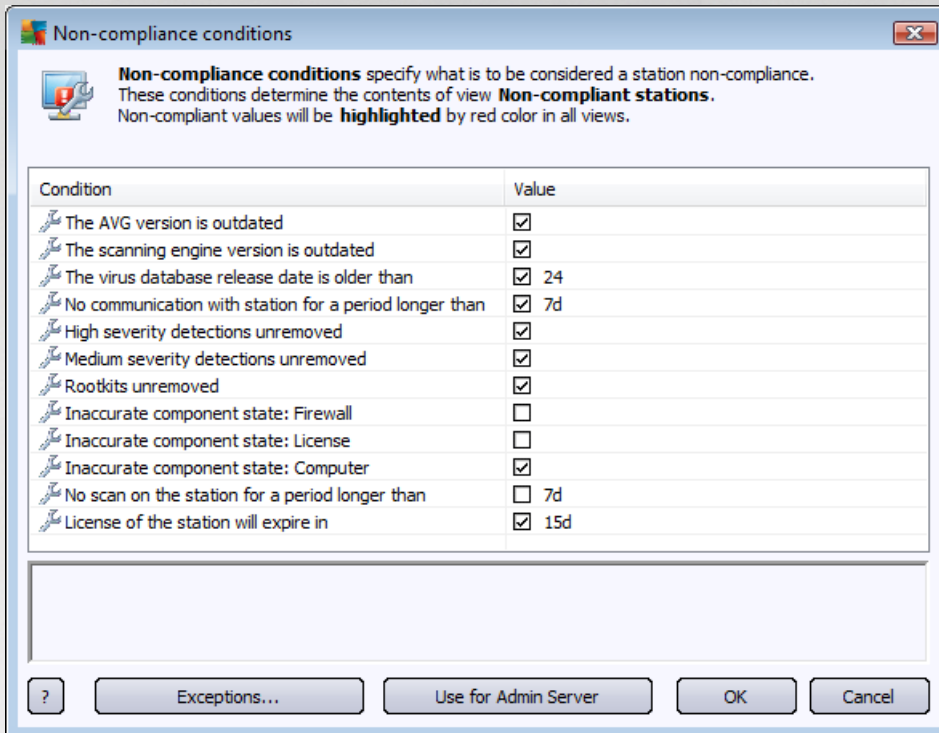 Non-compliance conditions
Non-compliance conditions specify what is to be considered a station non-compliance.
These conditions determine the contents of view Non-compliant stations.
Non-compliant values will be highlighted by red color in all views.
Condition Value
The AVG version is outdated
The scanning engine version is outdated
The virus database release date is older than 24
No communication with station for a period longer than 7d
High severity detections unremoved
Medium severity detections unremoved
Rootkits unremoved
Inaccurate component state: Firewall
Inaccurate component state: License
Inaccurate component state: Computer
No scan on the station for a period longer than 7d
License of the station will expire in 15d
? Exceptions... Use for Admin Server OK Cancel